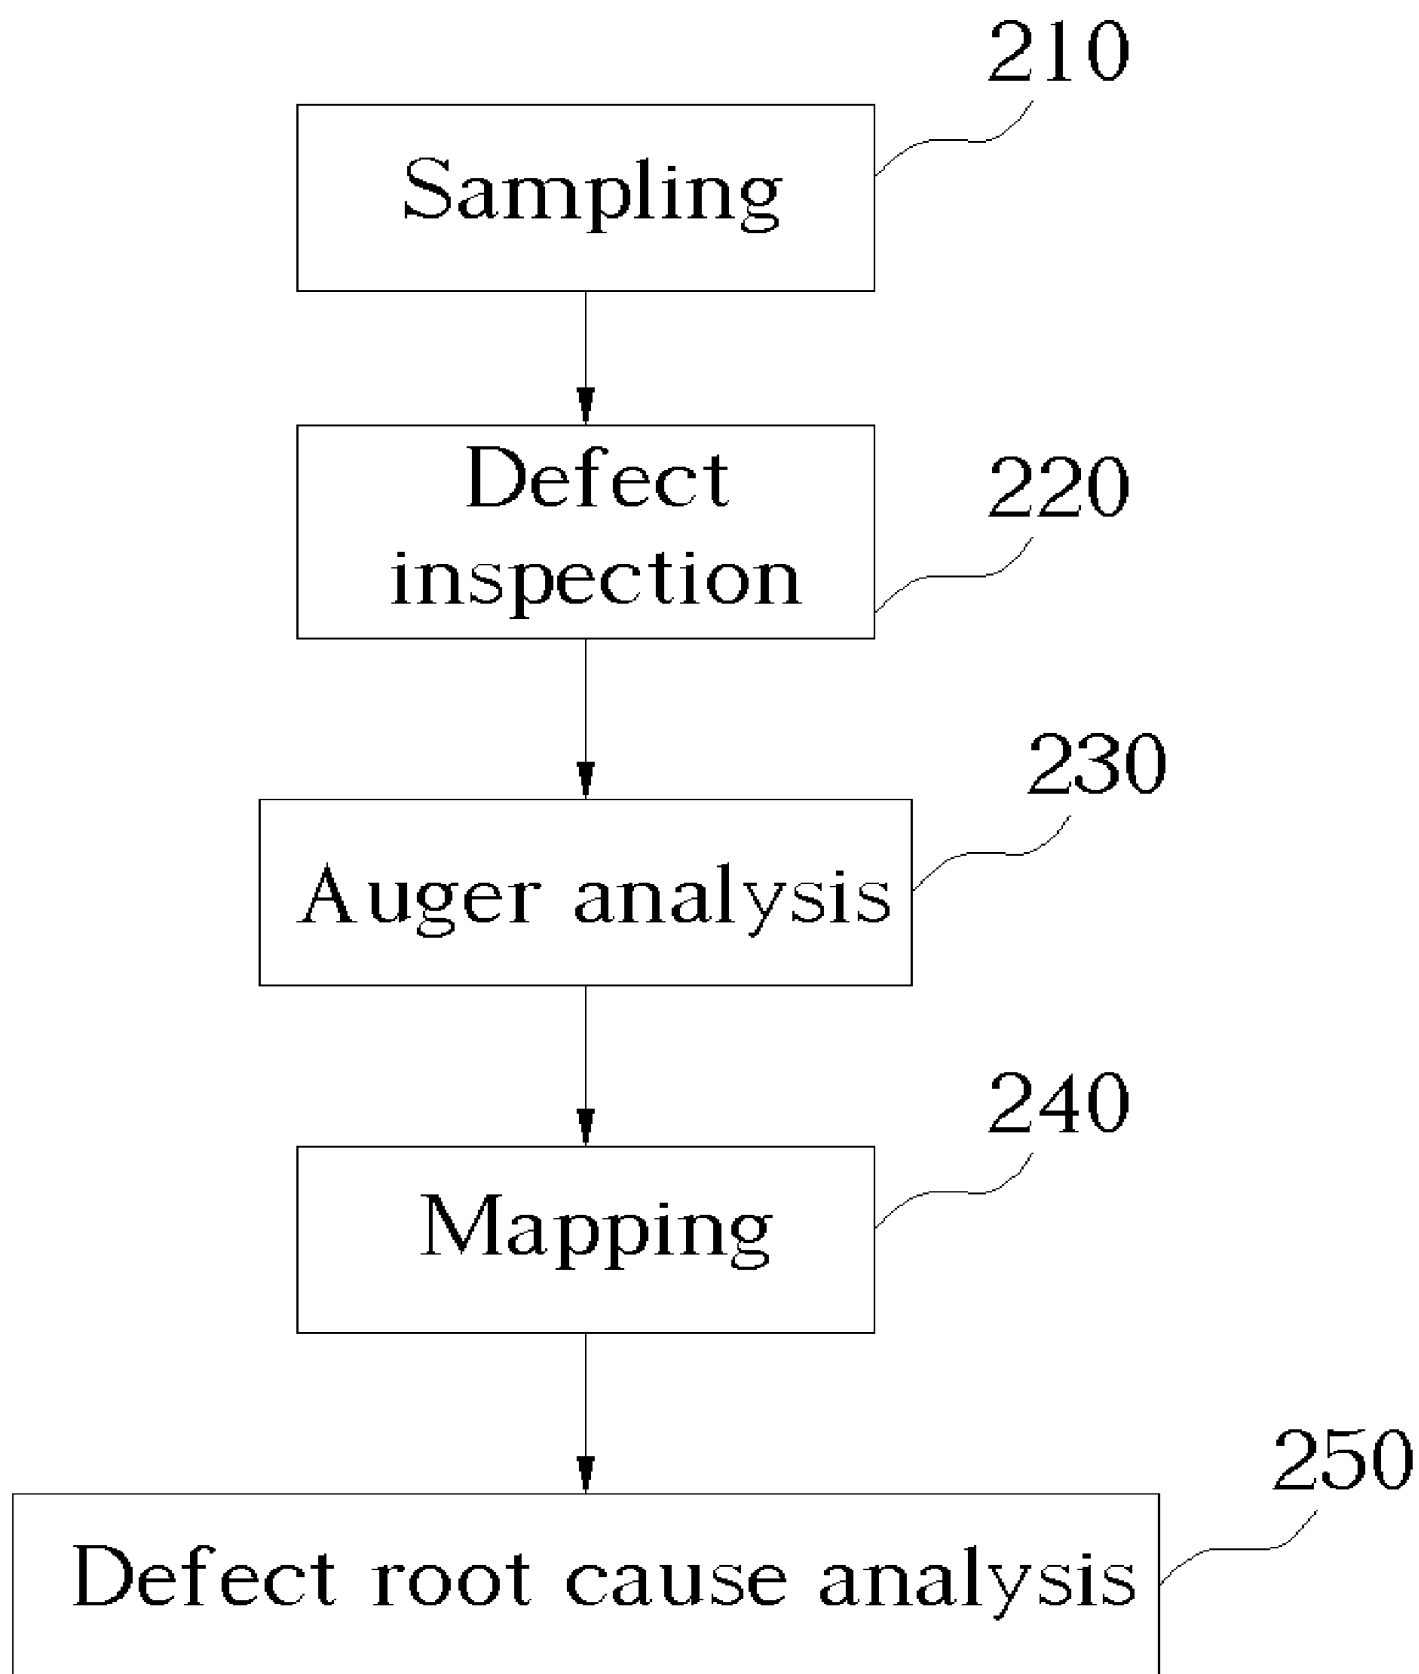 210
Sampling
Defect
inspection
220
230
Auger analysis
240
Mapping
250
Defect root cause analysis